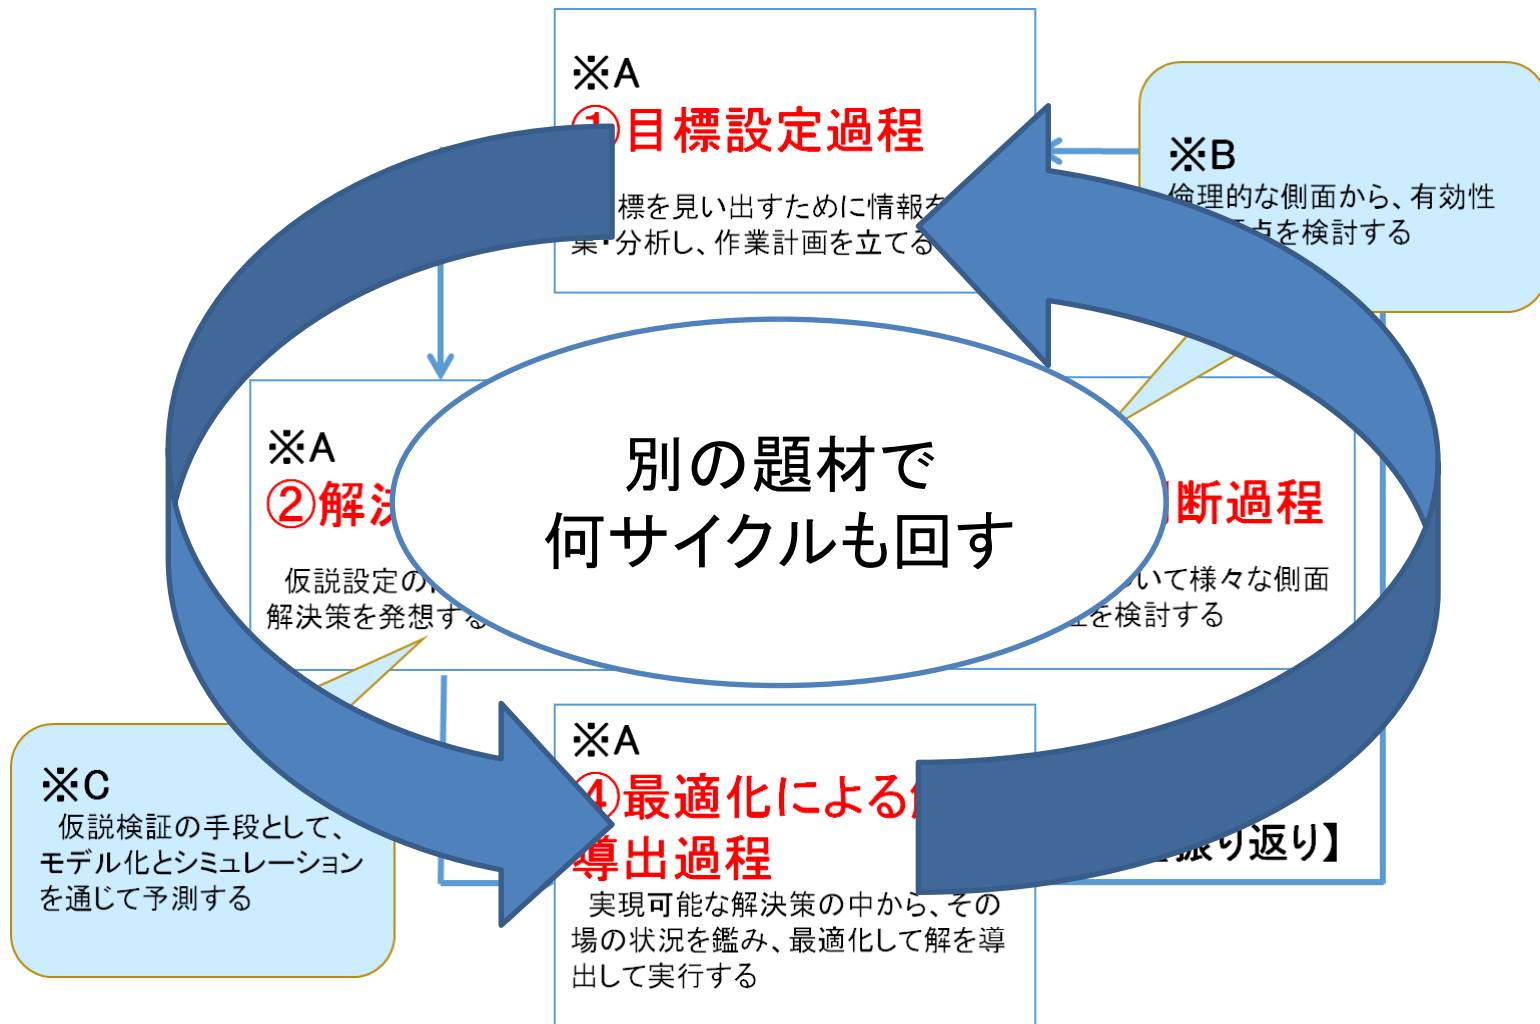 ※A
①目標設定過程
標を見い出すために情報を
集・分析し、作業計画を立てる
※B
倫理的な側面から、有効性
点を検討する
別の題材で
何サイクルも回す
※A
②解決
仮説設定の
解決策を発想する
判断過程
いて様々な側面
を検討する
※C
仮説検証の手段として、
モデル化とシミュレーション
を通じて予測する
※A
④最適化による
導出過程
実現可能な解決策の中から、その
場の状況を鑑み、最適化して解を導
出して実行する
振り返り】